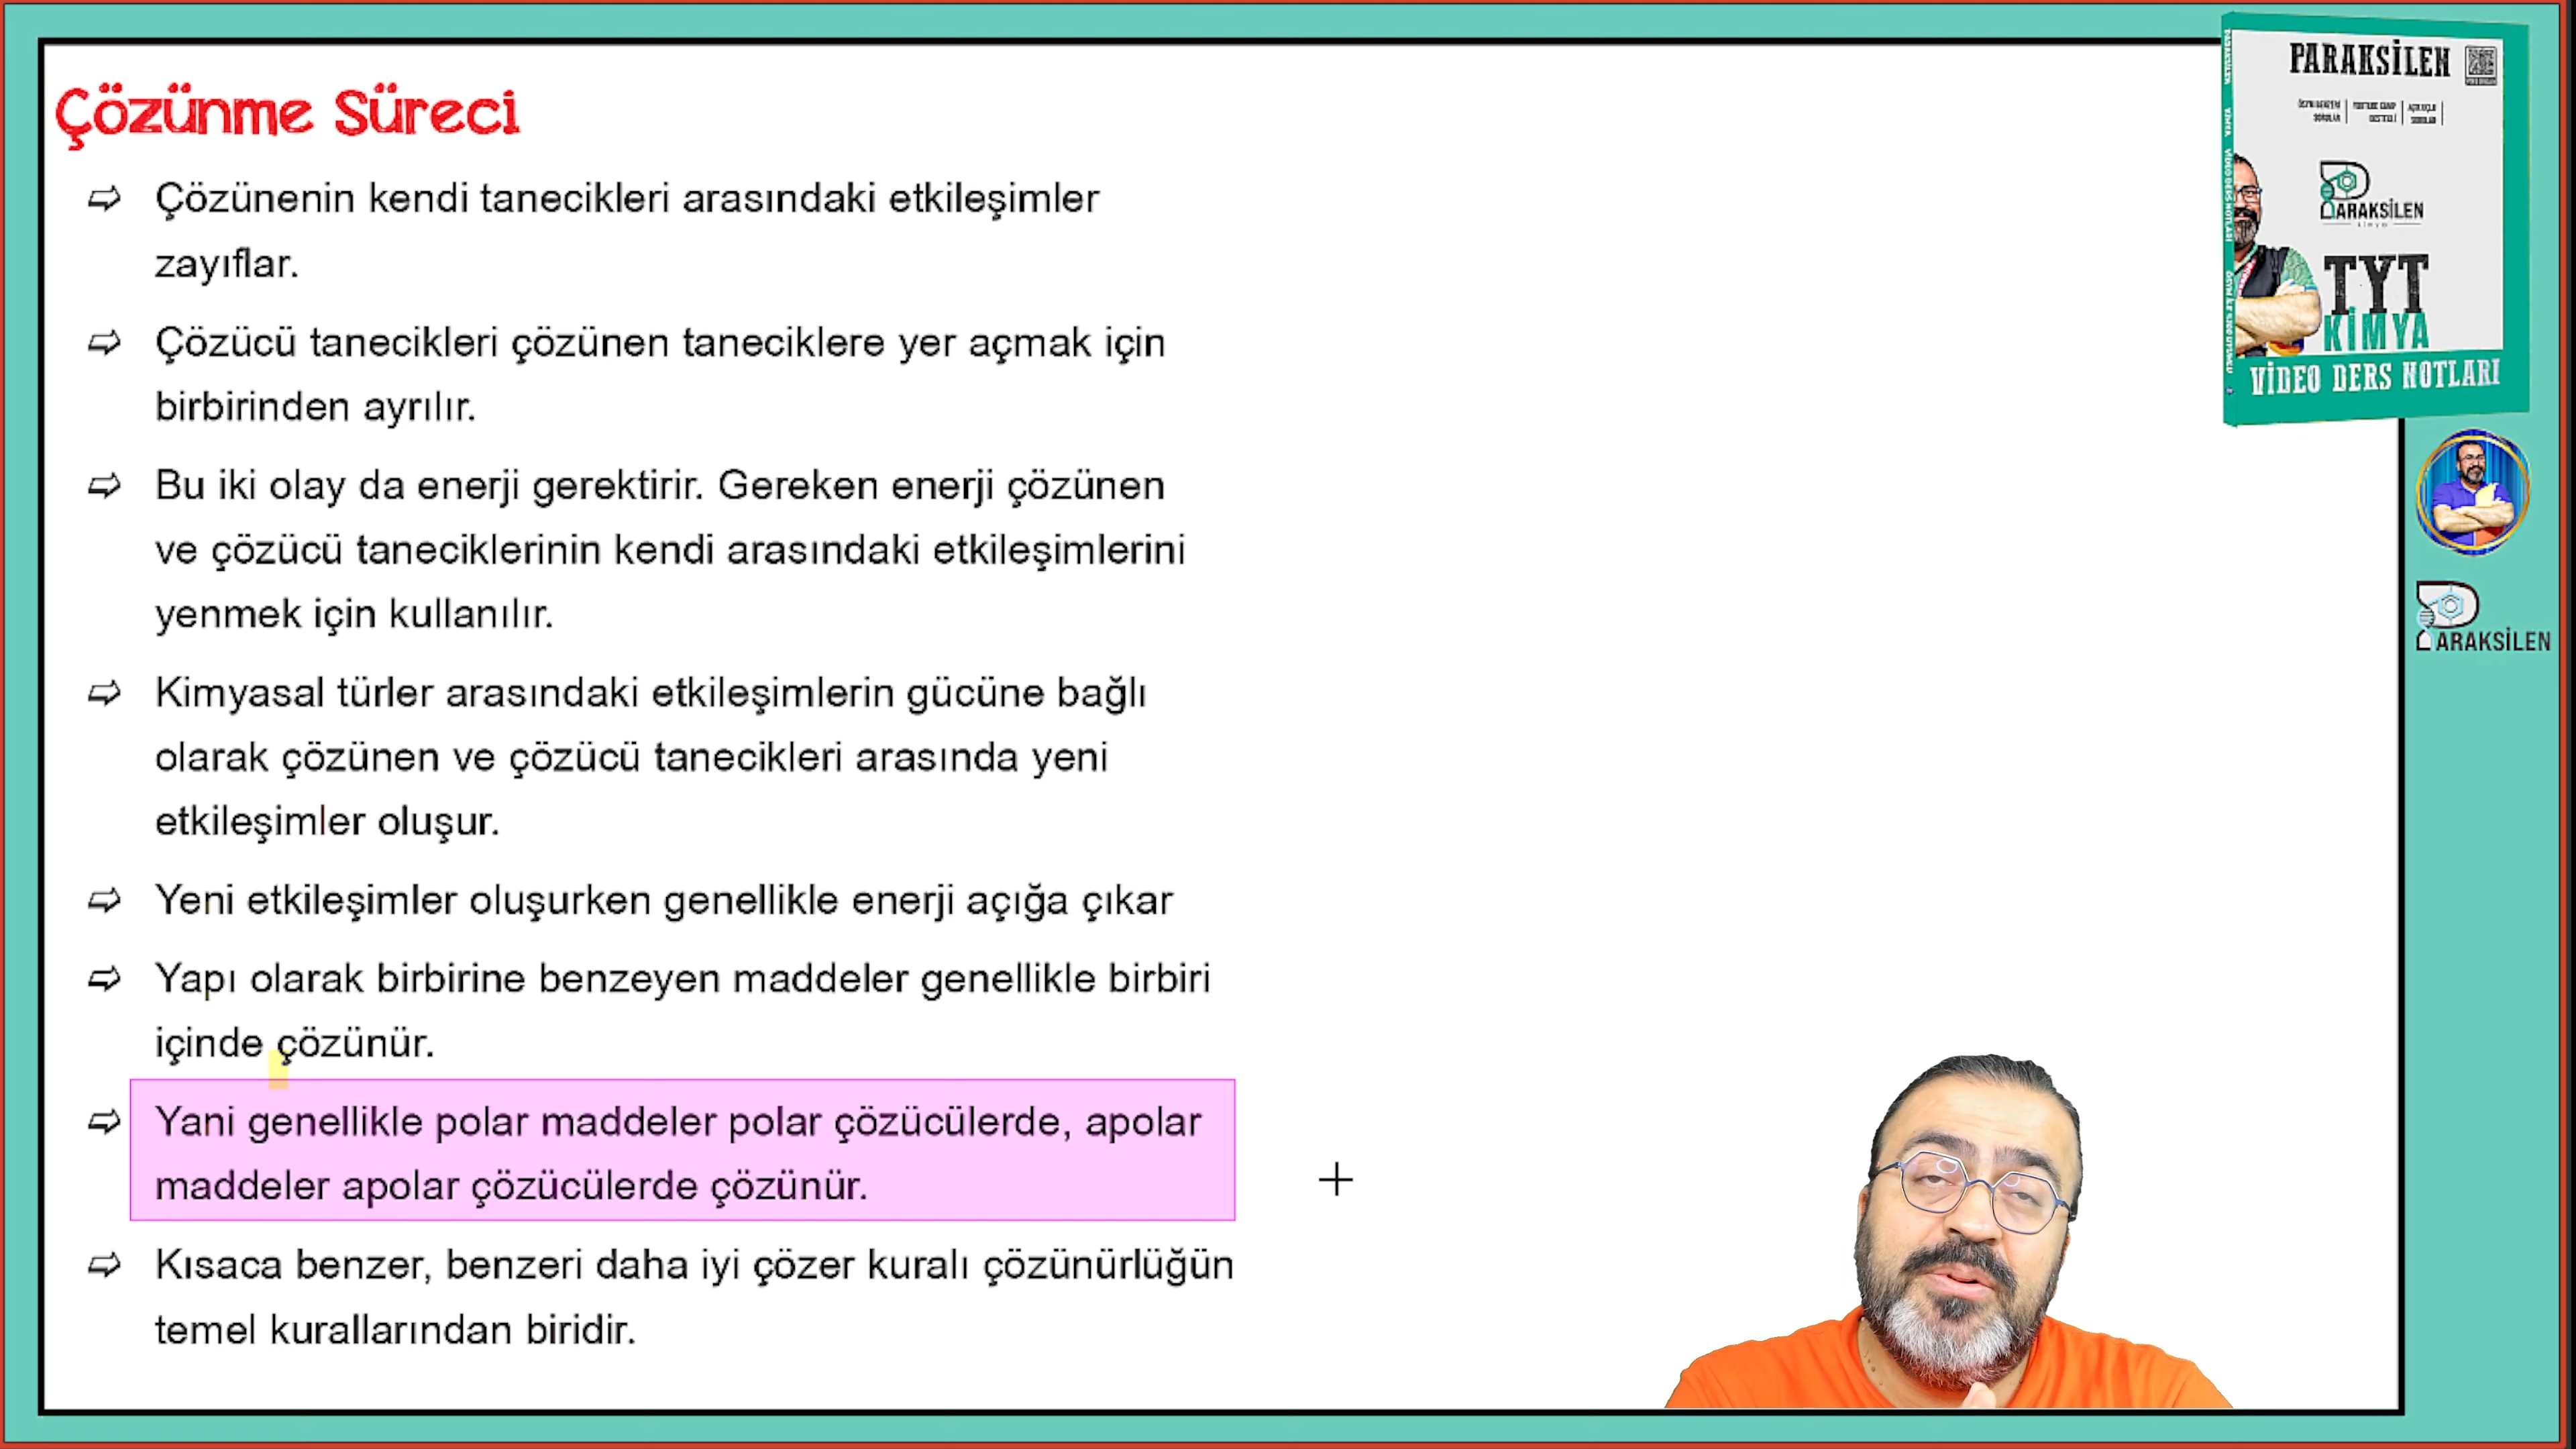 Çözünme Süreci
⇨ Çözünenin kendi tanecikleri arasındaki etkileşimler
zayıflar.
⇨ Çözücü tanecikleri çözünen taneciklere yer açmak için
birbirinden ayrılır.
⇨ Bu iki olay da enerji gerektirir. Gereken enerji çözünen
ve çözücü taneciklerinin kendi arasındaki etkileşimlerini
yenmek için kullanılır.
⇨ Kimyasal türler arasındaki etkileşimlerin gücüne bağlı
olarak çözünen ve çözücü tanecikleri arasında yeni
etkileşimler oluşur.
⇨ Yeni etkileşimler oluşurken genellikle enerji açığa çıkar
⇨ Yapı olarak birbirine benzeyen maddeler genellikle birbiri
içinde çözünür.
⇨ Yani genellikle polar maddeler polar çözücülerde, apolar
maddeler apolar çözücülerde çözünür.
⇨ Kısaca benzer, benzeri daha iyi çözer kuralı çözünürlüğün
temel kurallarından biridir.
PARAKSİLEN
PARAKSİLEN
TYT
KİMYA
VİDEO DERS NOTLARI
PARAKSİLEN